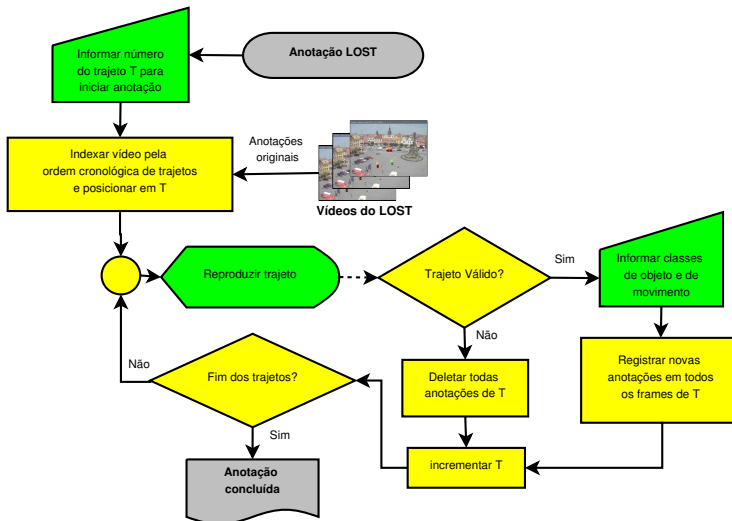 Anotação LOST
Informar número
do trajeto T para
iniciar anotação
Indexar vídeo pela
ordem cronológica de trajetos
e posicionar em T
Anotações
originais
Vídeos do LOST
Reproduzir trajeto
Trajeto Válido?
Sim
Informar classes
de objeto e de
movimento
Não
Registrar novas
anotações em todos
os frames de T
Deletar todas
anotações de T
incrementar T
Fim dos trajetos?
Não
Sim
Anotação
concluída